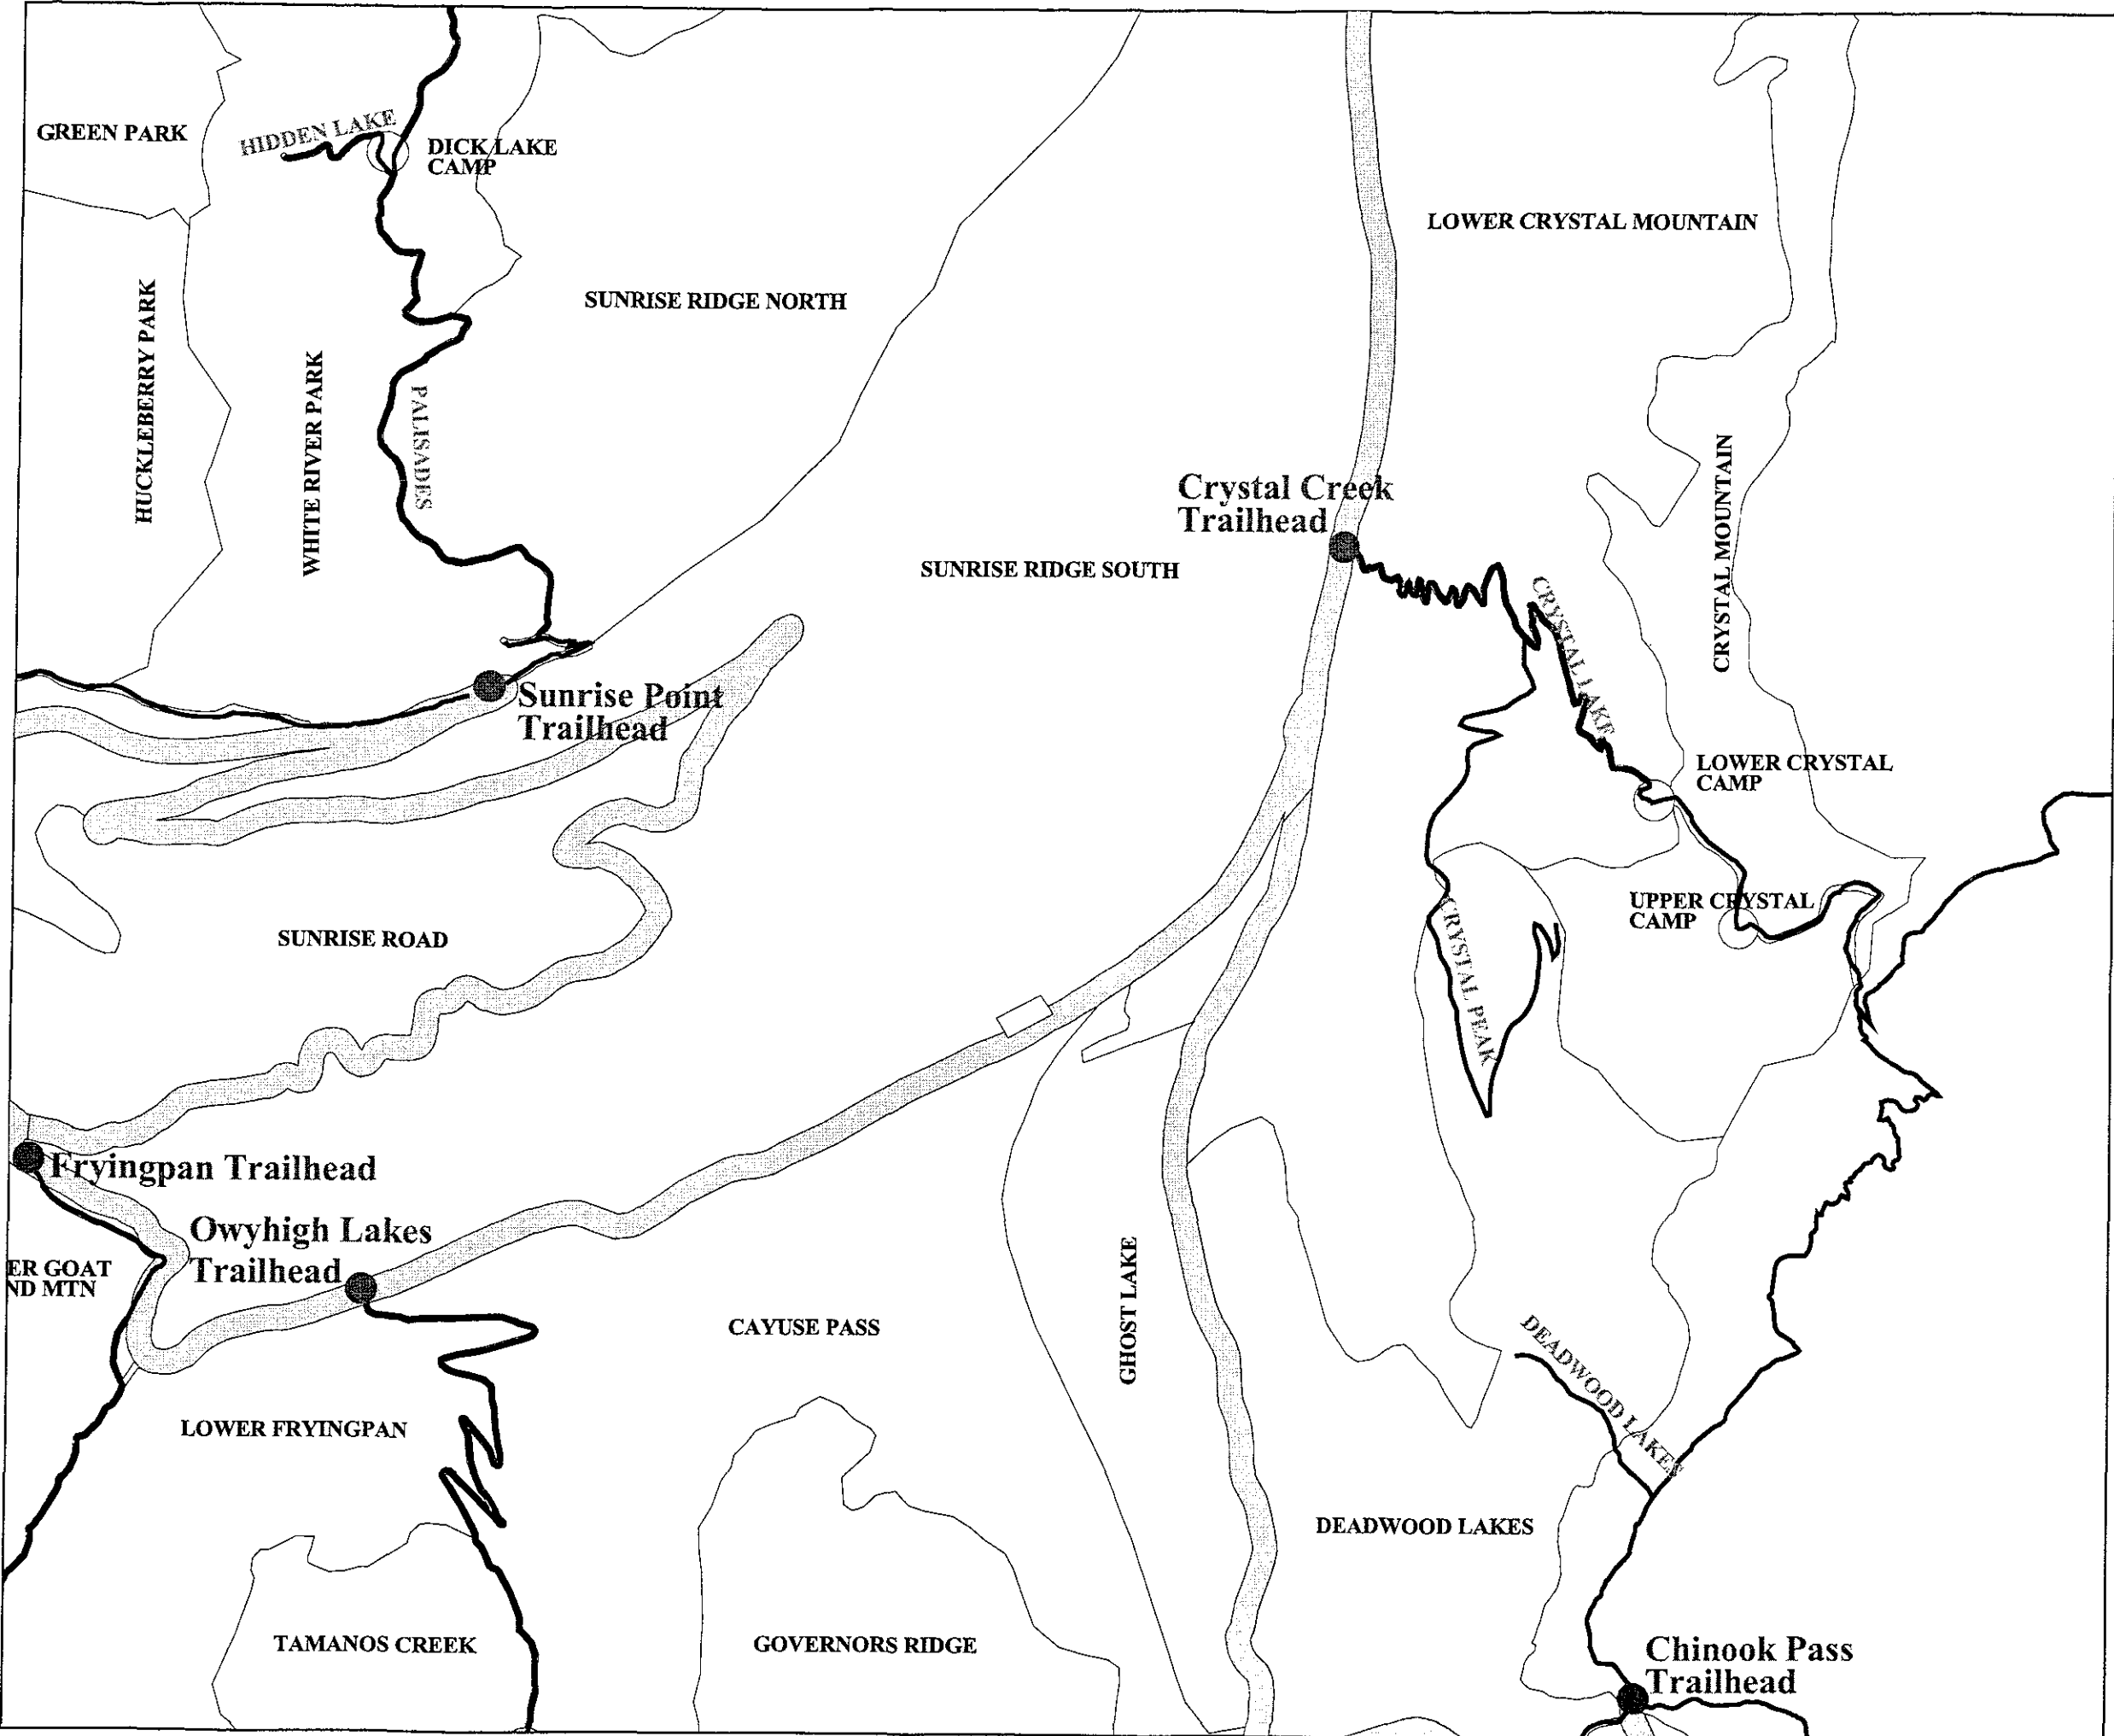 GREEN PARK
HIDDEN LAKE
DICK LAKE
CAMP
LOWER CRYSTAL MOUNTAIN
SUNRISE RIDGE NORTH
HUCKLEBERRY PARK
WHITE RIVER PARK
PALISADES
Crystal Creek
Trailhead
CRYSTAL MOUNTAIN
SUNRISE RIDGE SOUTH
CRYSTAL LAKE
Sunrise Point
Trailhead
LOWER CRYSTAL
CAMP
UPPER CRYSTAL
CAMP
SUNRISE ROAD
CRYSTAL PEAK
Fryingpan Trailhead
Owyhigh Lakes
Trailhead
ER GOAT
ND MTN
CAYUSE PASS
GHOST LAKE
DEADWOOD LAKES
LOWER FRYINGPAN
DEADWOOD LAKES
TAMANOS CREEK
GOVERNORS RIDGE
Chinook Pass
Trailhead